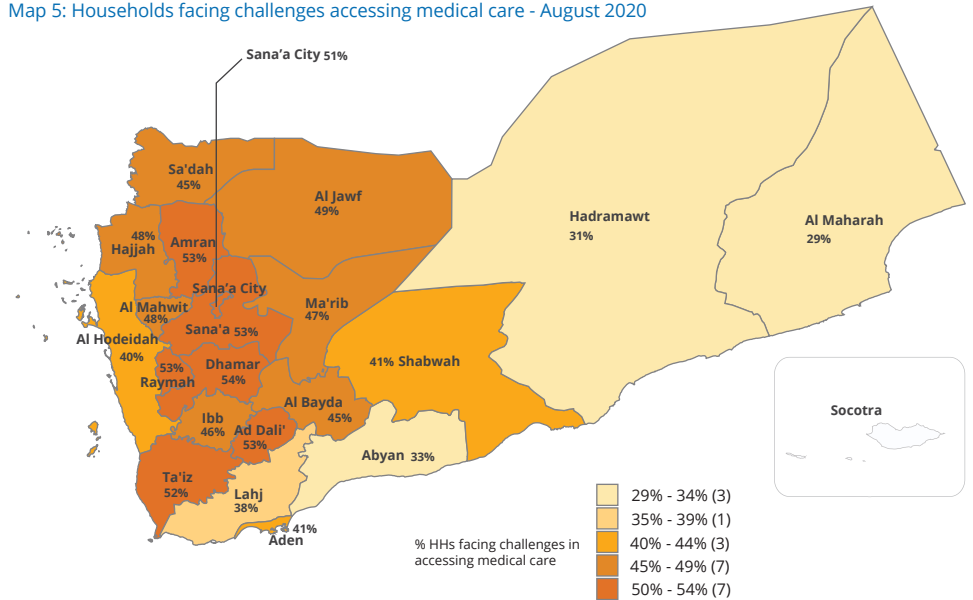 Map 5: Households facing challenges accessing medical care - August 2020
Sana'a City 51%
Sa'dah
45%
Al Jawf
49%
Hadramawt
31%
Al Maharah
29%
48%
Hajjah
Amran
53%
Sana'a City
Ma'rib
47%
Al Mahwit
48%
Sana'a 53%
Al Hodeidah
40%
53%
Raymah
Dhamar
54%
41% Shabwah
Al Bayda
45%
Ibb
46%
Ad Dali'
53%
Abyan 33%
Socotra
Ta'iz
52%
Lahj
38%
41%
Aden
% HHs facing challenges in
accessing medical care
29% - 34% (3)
35% - 39% (1)
40% - 44% (3)
45% - 49% (7)
50% - 54% (7)